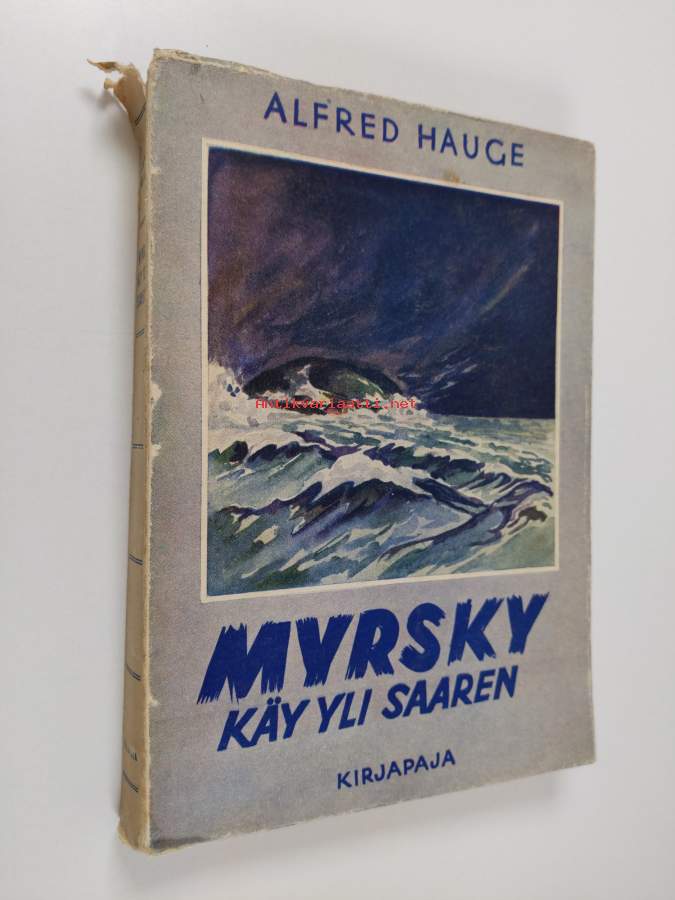 ALFRED HAUGE
Antikvariaatti.net
MYRSKY
KÄY YLI SAAREN
KIRJAPAJA